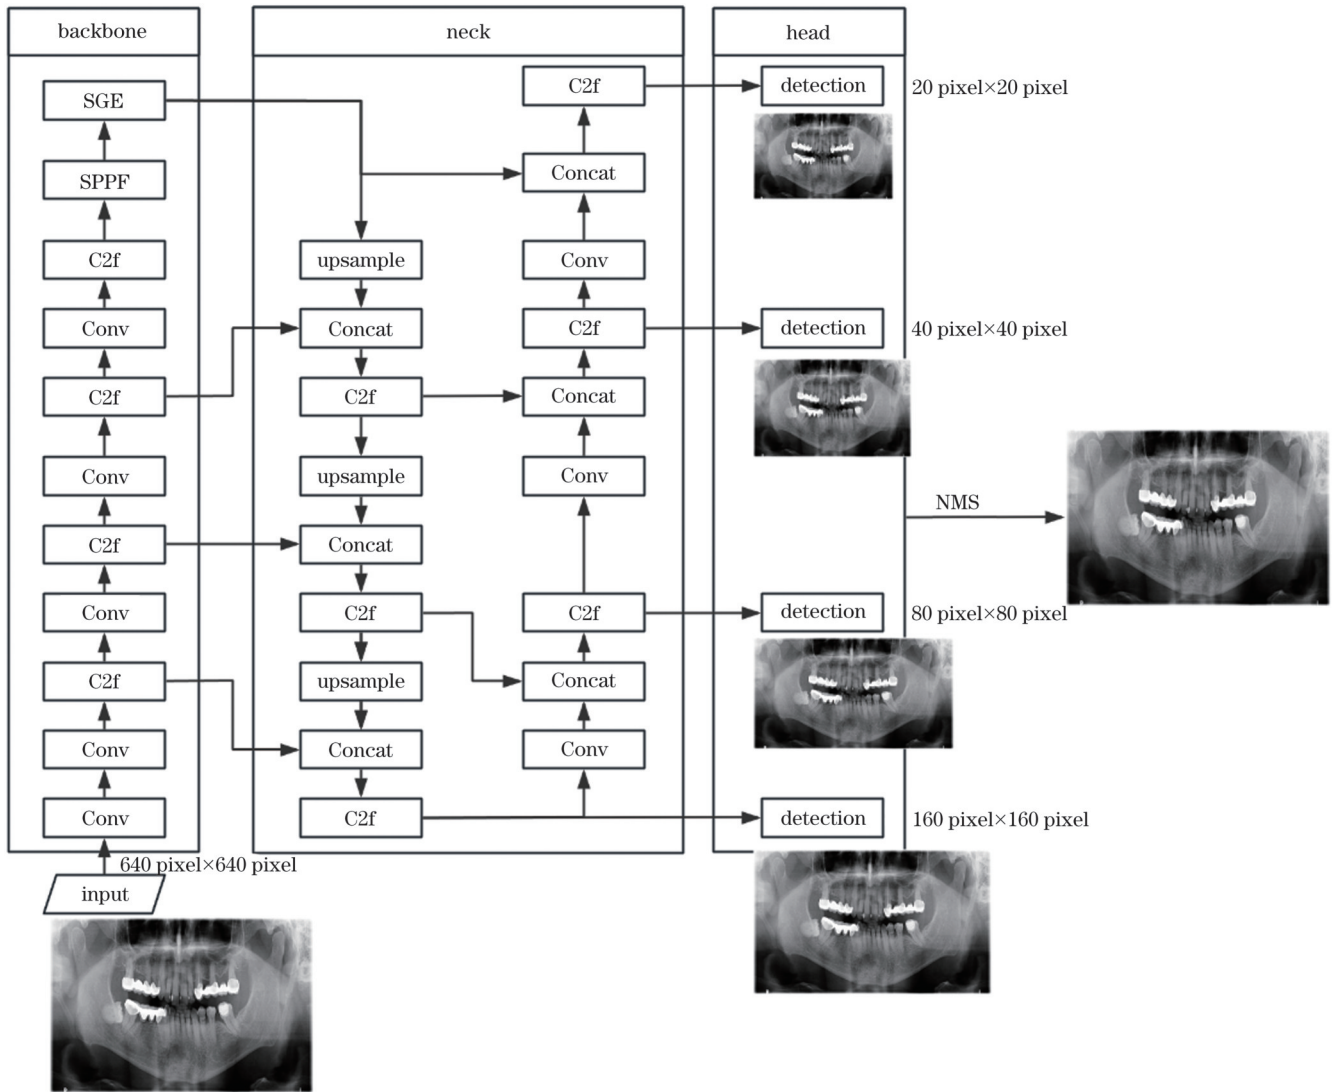 backbone
neck
head
SGE
SPPF
C2f
Conv
C2f
Conv
C2f
Conv
C2f
Conv
Conv
640 pixel×640 pixel
input
upsample
Concat
C2f
upsample
Concat
C2f
upsample
Concat
C2f
C2f
Concat
Conv
C2f
Concat
Conv
C2f
Concat
Conv
detection
20 pixel×20 pixel
detection
40 pixel×40 pixel
detection
80 pixel×80 pixel
detection
160 pixel×160 pixel
NMS